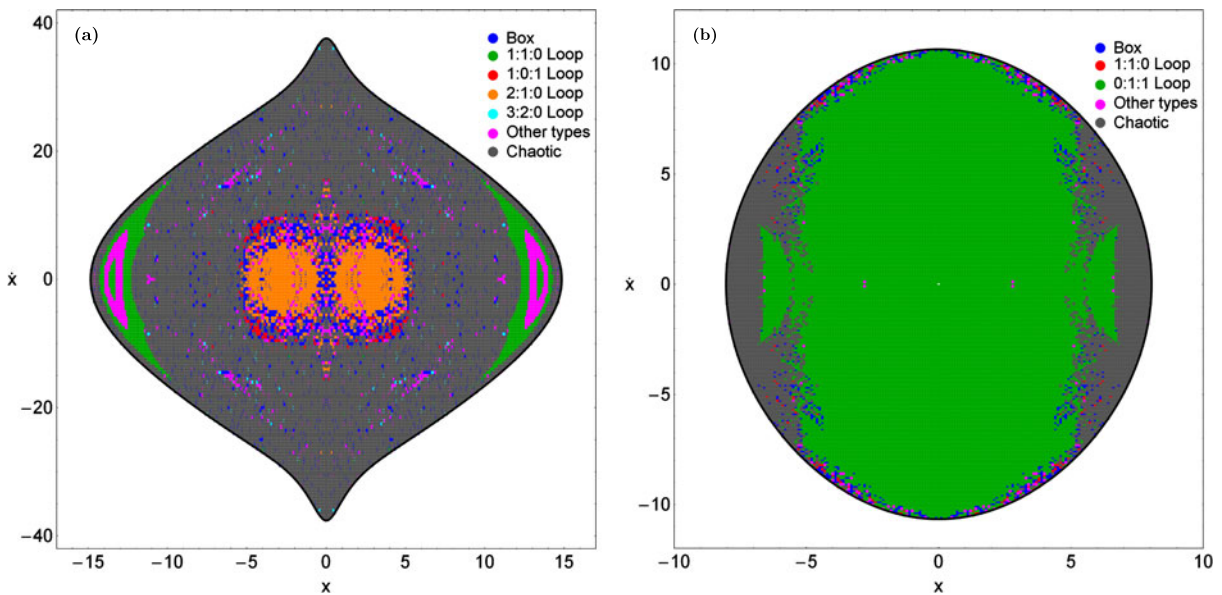 (a)
Box
1:1:0 Loop
1:0:1 Loop
2:1:0 Loop
3:2:0 Loop
Other types
Chaotic
40
20
0
−20
−40
ẋ
−15 −10 −5 0 5 10 15
x
(b)
Box
1:1:0 Loop
0:1:1 Loop
Other types
Chaotic
10
5
0
−5
−10
ẋ
−10 −5 0 5 10
x